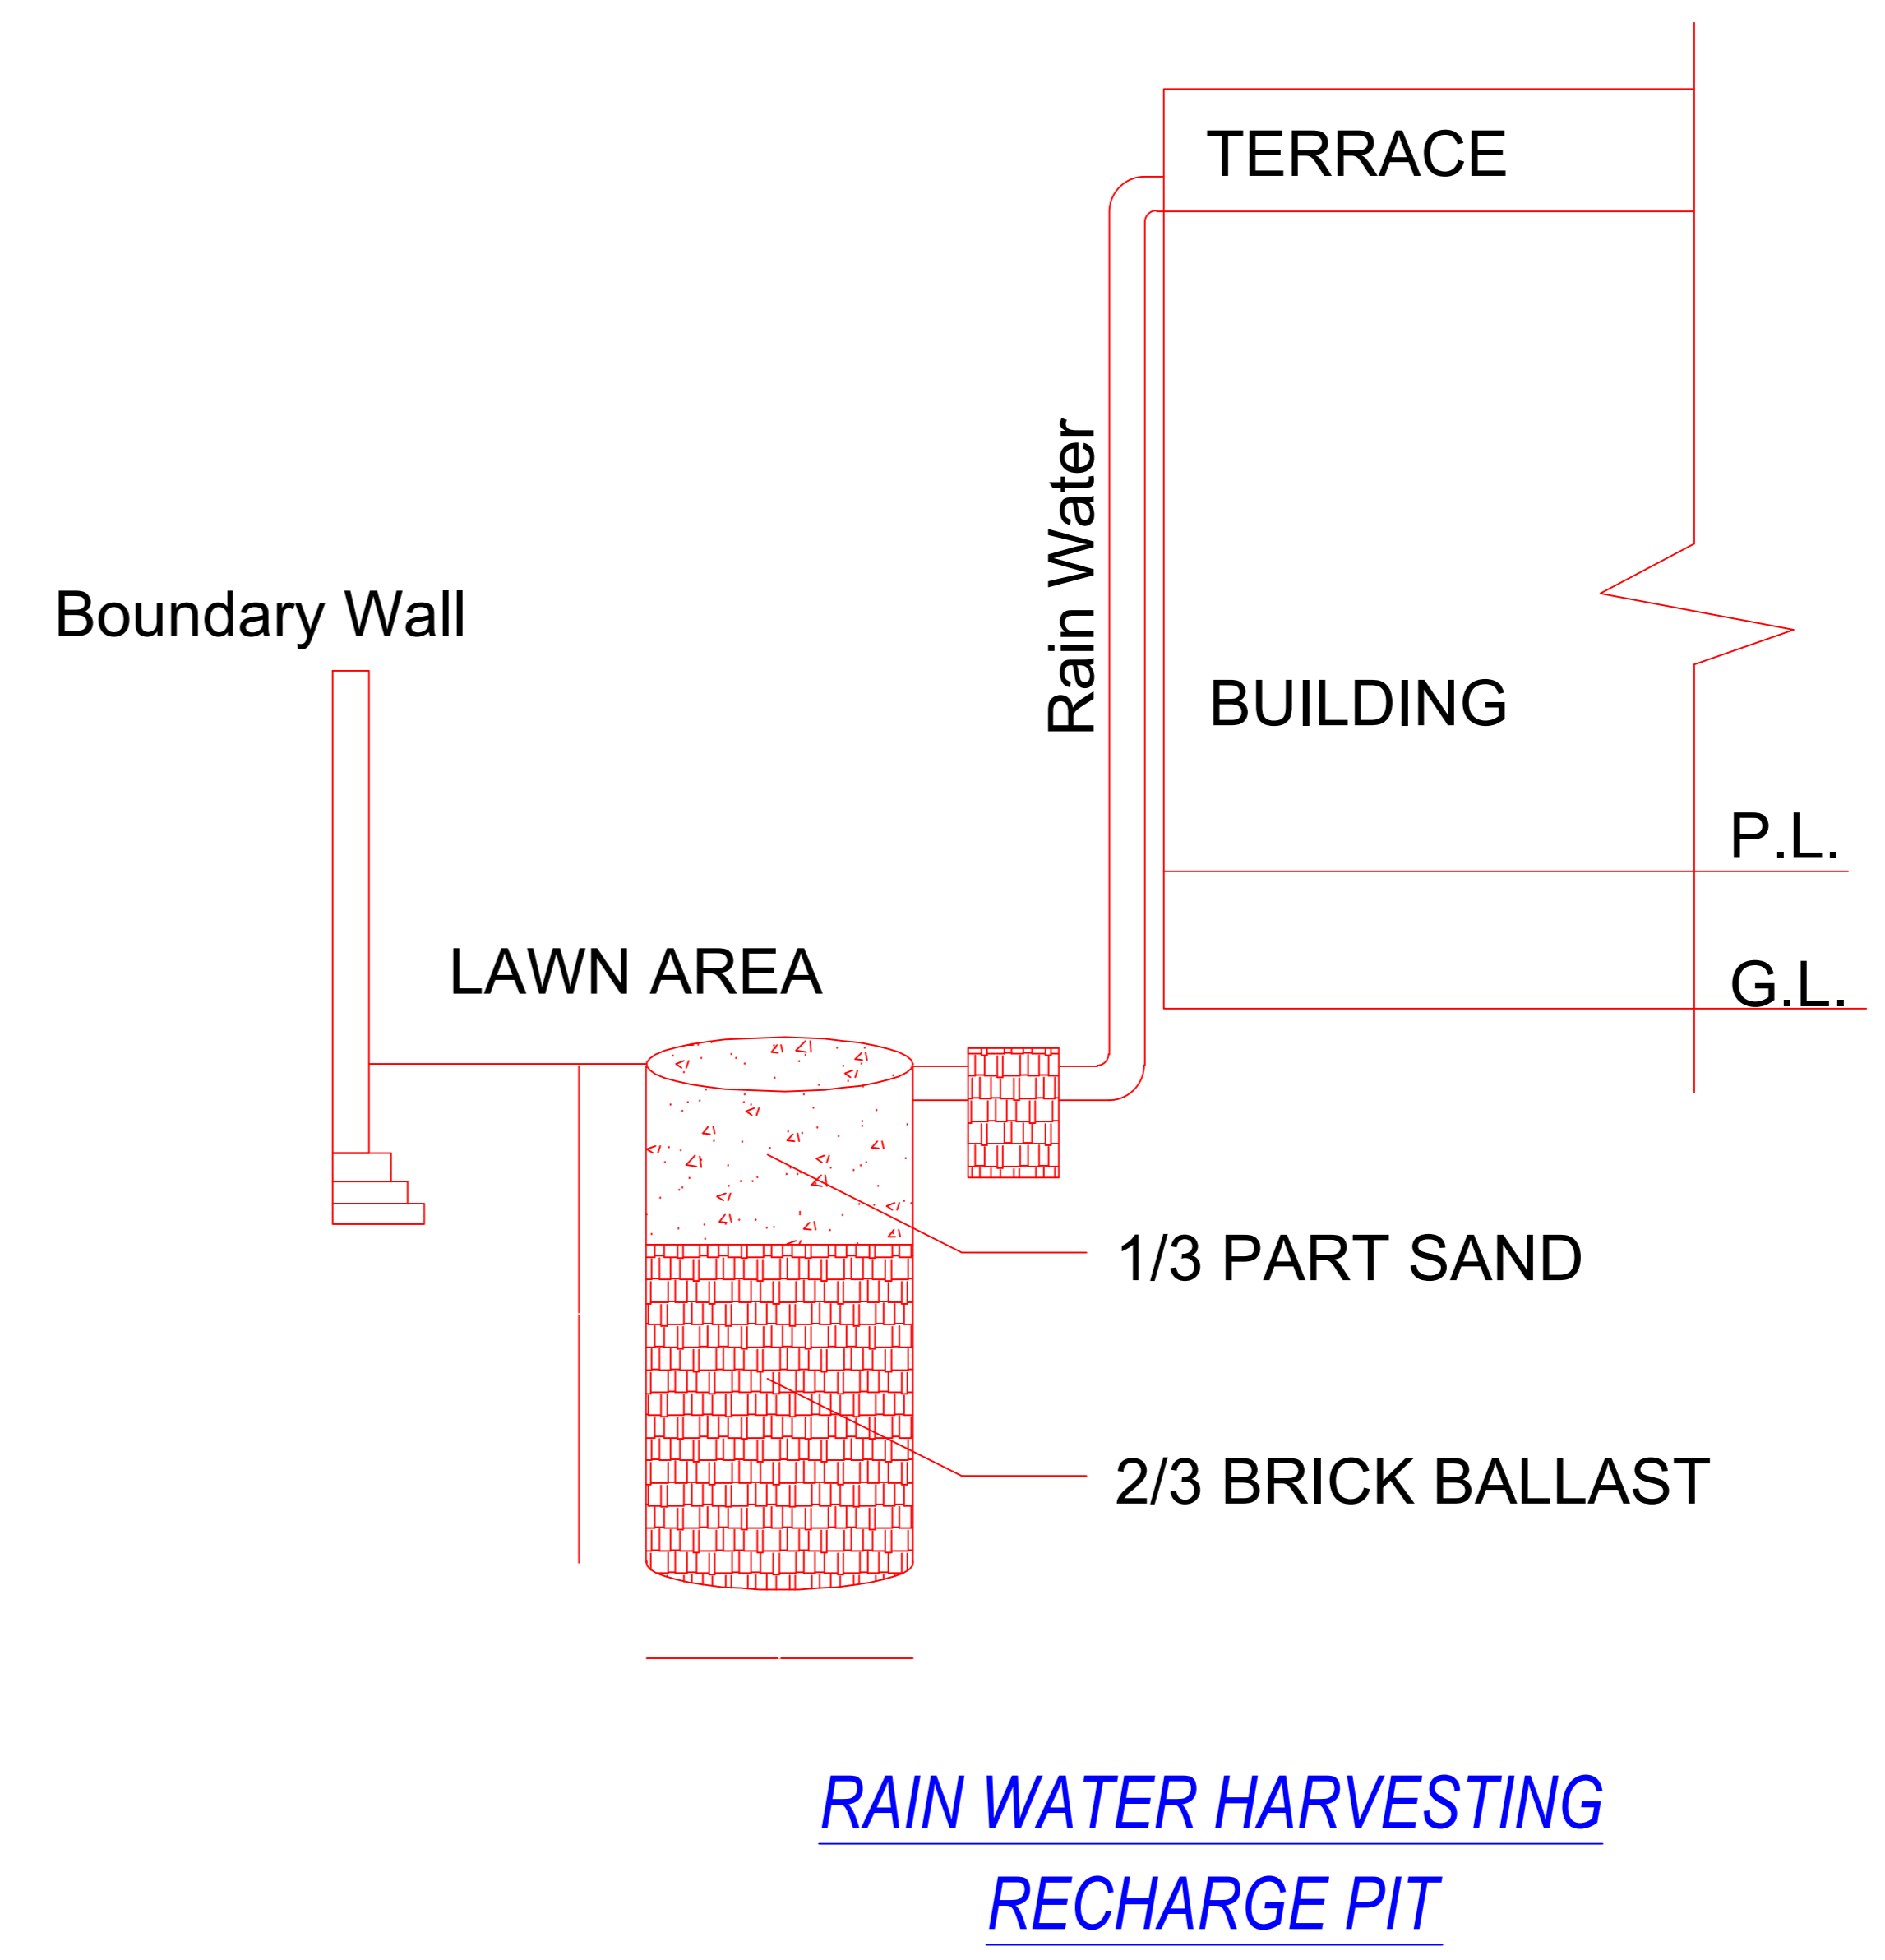 TERRACE
Rain Water
Boundary Wall
BUILDING
P.L.
LAWN AREA
G.L.
1/3 PART SAND
2/3 BRICK BALLAST
RAIN WATER HARVESTING
RECHARGE PIT